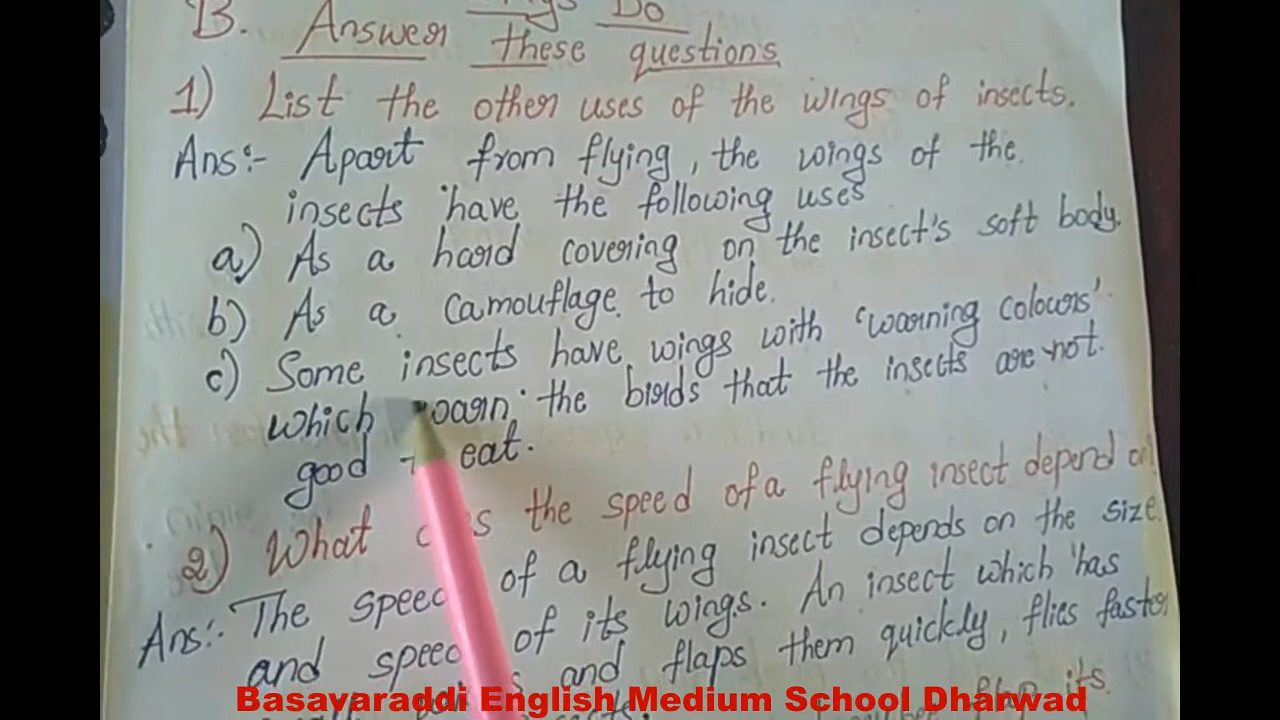 Do
B. Answer these questions
1) List the other uses of the wings of insects.
Ans:- Apart from flying, the wings of the
insects have the following uses
a) As a hard covering on the insect's soft body.
b) As a camouflage to hide.
c) Some insects have wings with 'warning colours'.
which warn the birds that the insects are not.
good eat.
2) What the speed of a flying insect depend on
Ans:- The speed of a flying insect depends on the size
and speed of its wings. An insect which has
and flaps them quickly, flies faster
flap its
Basavaraddi English Medium School Dharwad